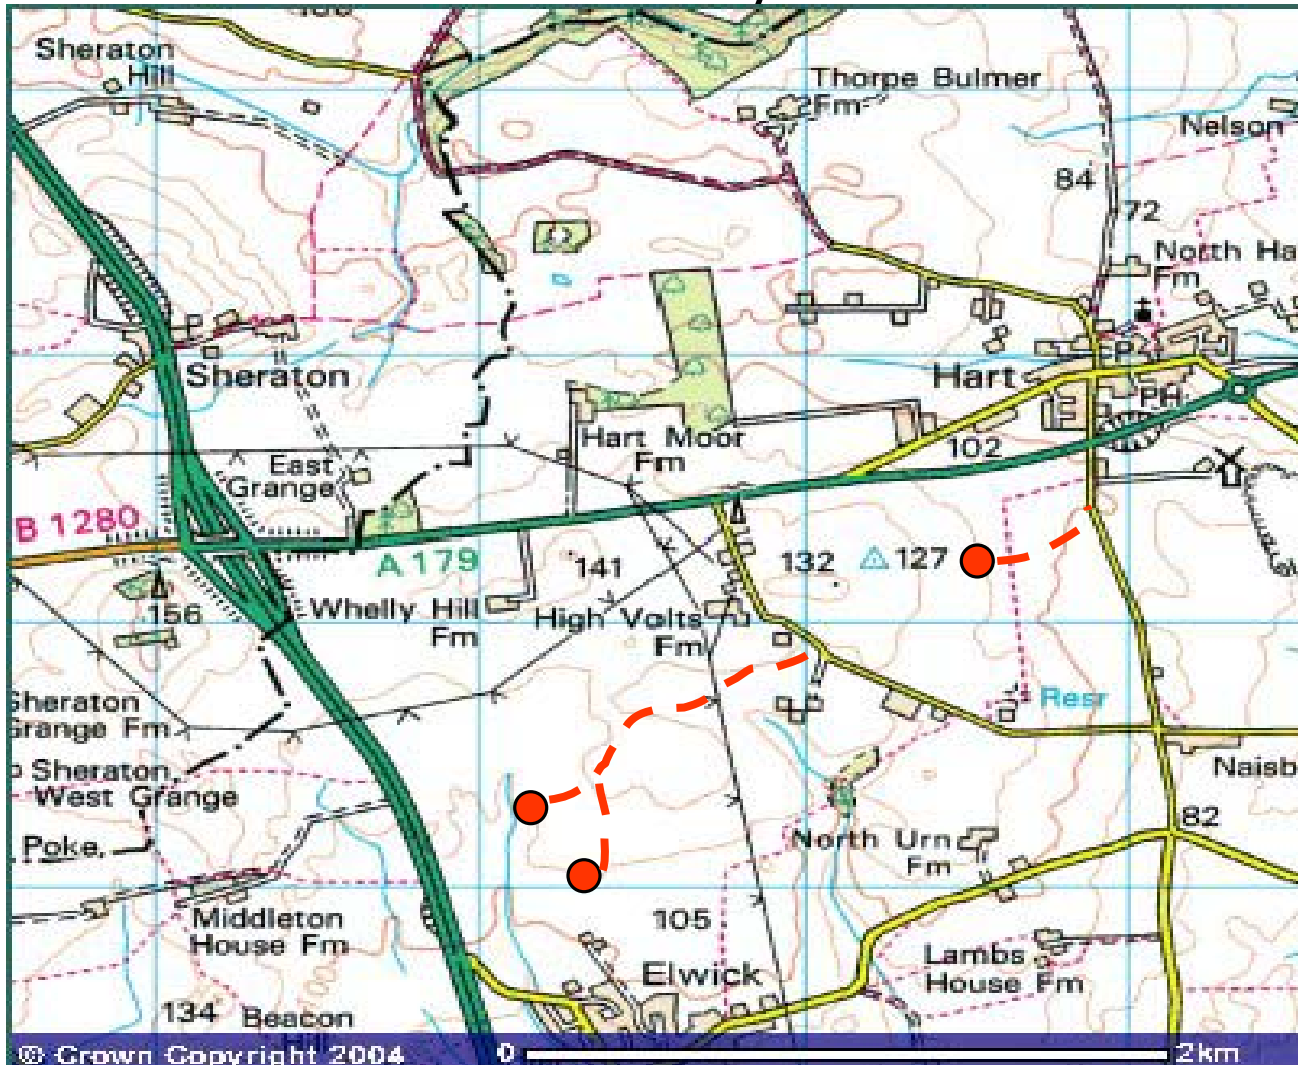 Sheraton
Hill
Thorpe Bulmer
Fm
Nelson
84
72
North Ha
Fm
Sheraton
Hart
PH
Hart Moor
Fm
102
East
Grange
B 1280
A 179
141
132
127
156
Whelly Hill
Fm
High Volts
Fm
Sheraton
Grange Fm
Resr
Sheraton,
West Grange
Naisb
Poke,
82
North Urn
Fm
Middleton
House Fm
105
Elwick
Lambs
House Fm
134
Beacon
Hill
© Crown Copyright 2004
0
2km